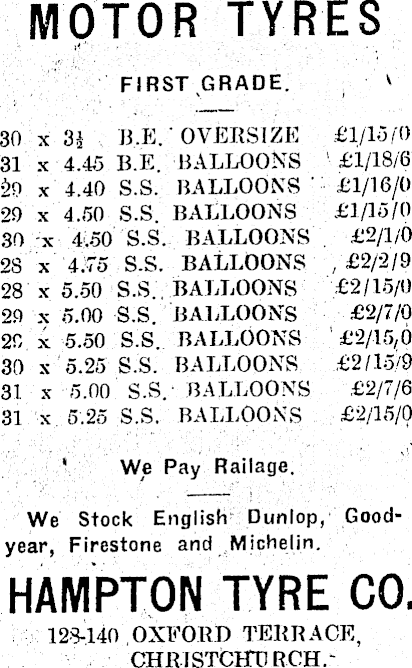 MOTOR TYRES
FIRST GRADE.
30 x 3½ B.E. OVERSIZE £1/15/0
31 x 4.45 B.E. BALLOONS £1/18/6
29 x 4.40 S.S. BALLOONS £1/16/0
29 x 4.50 S.S. BALLOONS £1/15/0
30 x 4.50 S.S. BALLOONS £2/1/0
28 x 4.75 S.S. BALLOONS £2/2/9
28 x 5.50 S.S. BALLOONS £2/15/0
29 x 5.00 S.S. BALLOONS £2/7/0
29 x 5.50 S.S. BALLOONS £2/15/0
30 x 5.25 S.S. BALLOONS £2/15/9
31 x 5.00 S.S. BALLOONS £2/7/6
31 x 5.25 S.S. BALLOONS £2/15/0
We Pay Railage.
We Stock English Dunlop, Good-
year, Firestone and Michelin.
HAMPTON TYRE CO.
128-140 OXFORD TERRACE,
CHRISTCHURCH.